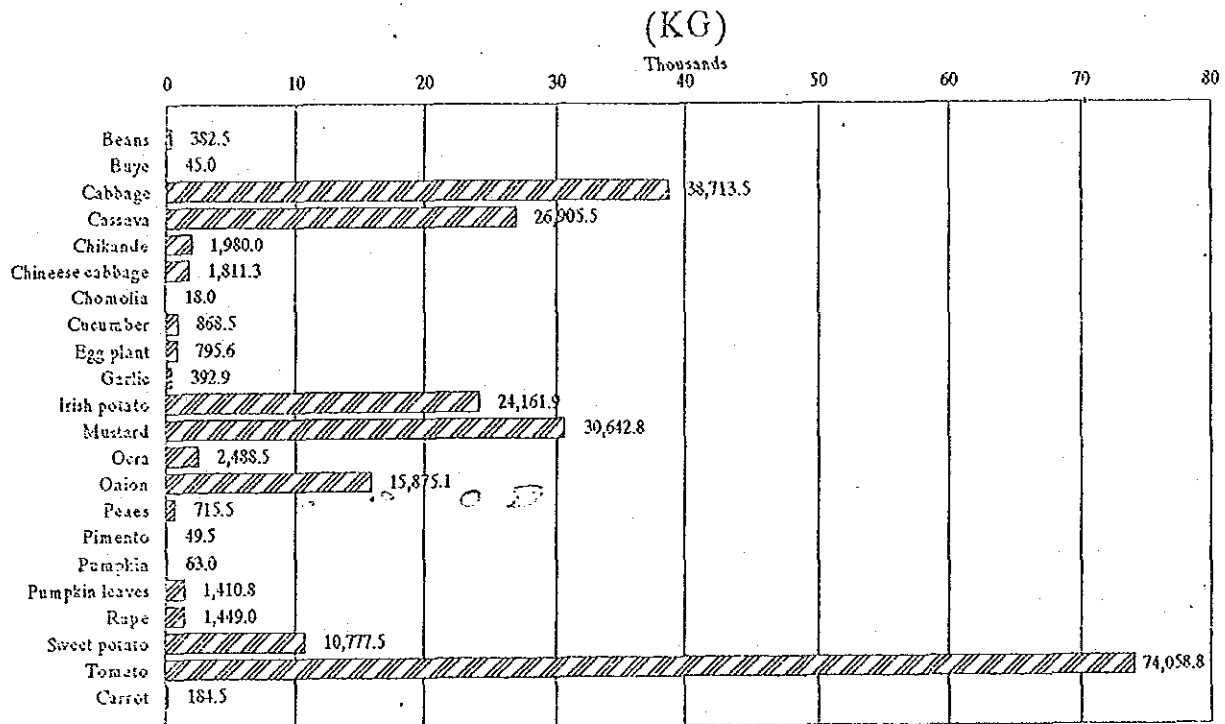 (KG)
Thousands
0 10 20 30 40 50 60 70 80
Beans 382.5
Buye 45.0
Cabbage 38,713.5
Cassava 26,905.5
Chikande 1,980.0
Chineese cabbage 1,811.3
Chomolia 18.0
Cucumber 868.5
Egg plant 795.6
Garlic 392.9
Irish potato 24,161.9
Mustard 30,642.8
Ocra 2,488.5
Onion 15,875.1
Peaes 715.5
Pimento 49.5
Pumpkin 63.0
Pumpkin leaves 1,410.8
Rape 1,449.0
Sweet potato 10,777.5
Tomato 74,058.8
Carrot 184.5